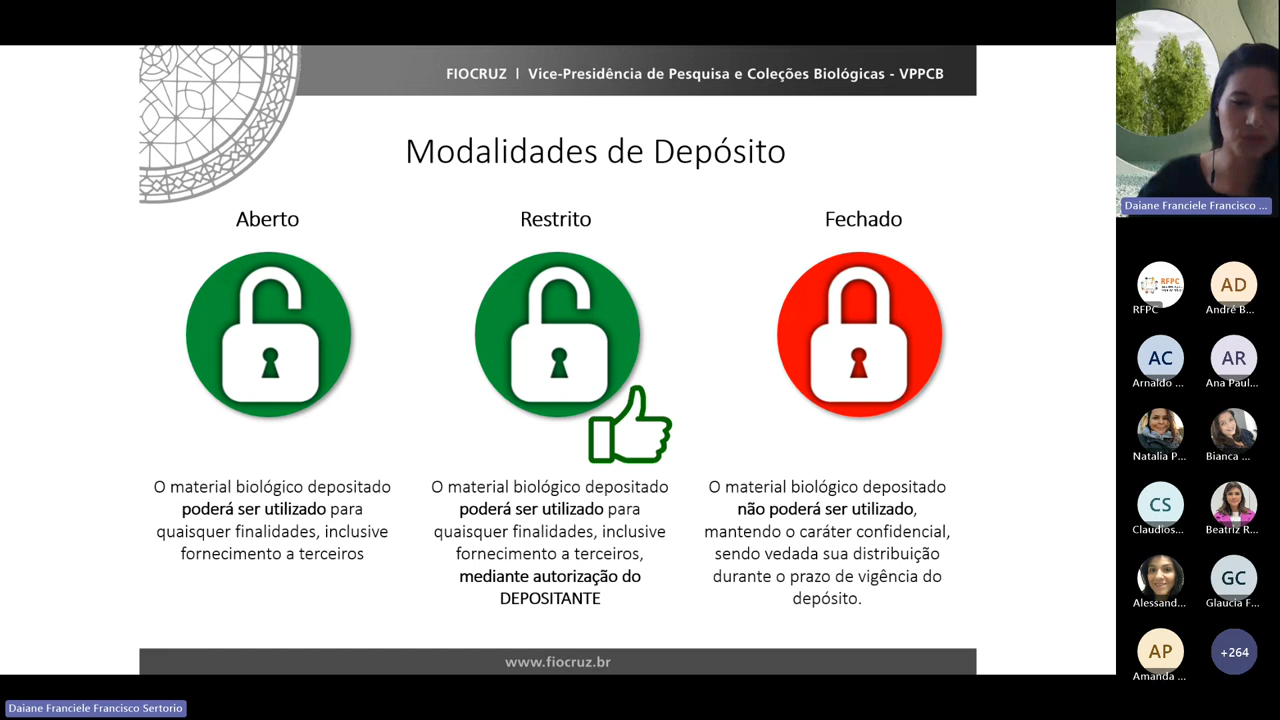 FIOCRUZ | Vice-Presidência de Pesquisa e Coleções Biológicas - VPPCB
Modalidades de Depósito
Aberto
Restrito
Fechado
O material biológico depositado
poderá ser utilizado para
quaisquer finalidades, inclusive
fornecimento a terceiros
O material biológico depositado
poderá ser utilizado para
quaisquer finalidades, inclusive
fornecimento a terceiros,
mediante autorização do
DEPOSITANTE
O material biológico depositado
não poderá ser utilizado,
mantendo o caráter confidencial,
sendo vedada sua distribuição
durante o prazo de vigência do
depósito.
www.fiocruz.br
Daiane Franciele Francisco Sertorio
Daiane Franciele Francisco ...
RFPC
RFPC
AD
André B...
AC
Arnaldo ...
AR
Ana Paul...
Natalia P...
Bianca ...
CS
Claudios...
Beatriz R...
Alessand...
GC
Glaucia F...
AP
Amanda ...
+264